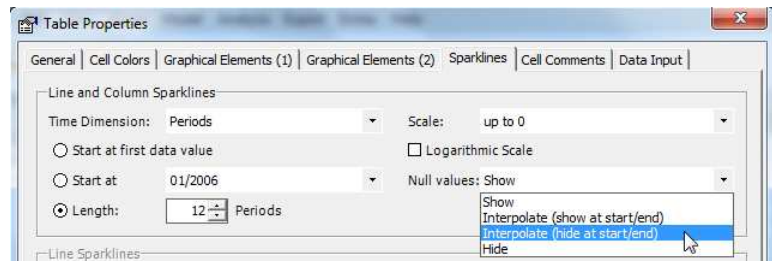 Table Properties
General Cell Colors Graphical Elements (1) Graphical Elements (2) Sparklines Cell Comments Data Input
Line and Column Sparklines
Time Dimension: Periods Scale: up to 0
Start at first data value Logarithmic Scale
Start at 01/2006 Null values: Show
Length: 12 Periods
Show
Interpolate (show at start/end)
Interpolate (hide at start/end)
Hide
Line Sparklines